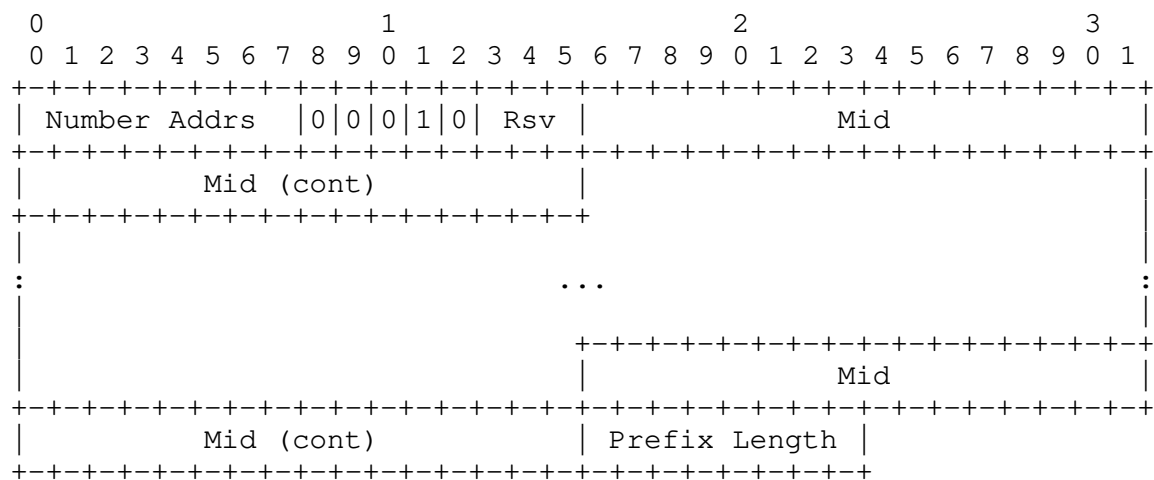 0                   1                   2                   3
 0 1 2 3 4 5 6 7 8 9 0 1 2 3 4 5 6 7 8 9 0 1 2 3 4 5 6 7 8 9 0 1
+-+-+-+-+-+-+-+-+-+-+-+-+-+-+-+-+-+-+-+-+-+-+-+-+-+-+-+-+-+-+-+-+
| Number Addrs  |0|0|0|1|0| Rsv |              Mid              |
+-+-+-+-+-+-+-+-+-+-+-+-+-+-+-+-+-+-+-+-+-+-+-+-+-+-+-+-+-+-+-+-+
|          Mid (cont)           |                               |
+-+-+-+-+-+-+-+-+-+-+-+-+-+-+-+-+                               |
|                                                               |
:                              ...                              :
|                                                               |
|                               +-+-+-+-+-+-+-+-+-+-+-+-+-+-+-+-+
|                               |              Mid              |
+-+-+-+-+-+-+-+-+-+-+-+-+-+-+-+-+-+-+-+-+-+-+-+-+-+-+-+-+-+-+-+-+
|          Mid (cont)           | Prefix Length |
+-+-+-+-+-+-+-+-+-+-+-+-+-+-+-+-+-+-+-+-+-+-+-+-+